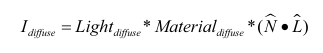 I_diffuse = Light_diffuse * Material_diffuse * (N̂ • L̂)